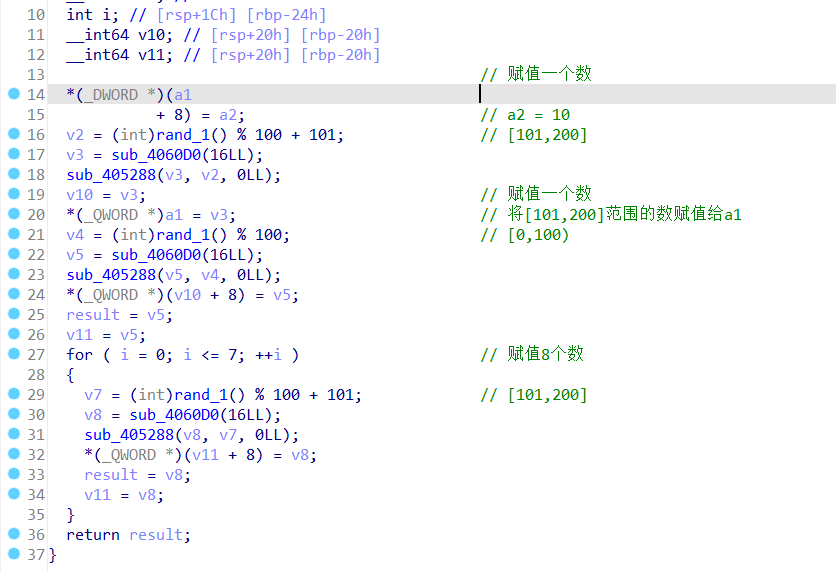 10 int i; // [rsp+1Ch] [rbp-24h]
11 __int64 v10; // [rsp+20h] [rbp-20h]
12 __int64 v11; // [rsp+20h] [rbp-20h]
13 // 赋值一个数
14 *(_DWORD *)(a1
15 + 8) = a2; // a2 = 10
16 v2 = (int)rand_1() % 100 + 101; // [101,200]
17 v3 = sub_4060D0(16LL);
18 sub_405288(v3, v2, 0LL);
19 v10 = v3; // 赋值一个数
20 *(_QWORD *)a1 = v3; // 将[101,200]范围的数赋值给a1
21 v4 = (int)rand_1() % 100; // [0,100)
22 v5 = sub_4060D0(16LL);
23 sub_405288(v5, v4, 0LL);
24 *(_QWORD *)(v10 + 8) = v5;
25 result = v5;
26 v11 = v5;
27 for ( i = 0; i <= 7; ++i ) // 赋值8个数
28 {
29 v7 = (int)rand_1() % 100 + 101; // [101,200]
30 v8 = sub_4060D0(16LL);
31 sub_405288(v8, v7, 0LL);
32 *(_QWORD *)(v11 + 8) = v8;
33 result = v8;
34 v11 = v8;
35 }
36 return result;
37 }